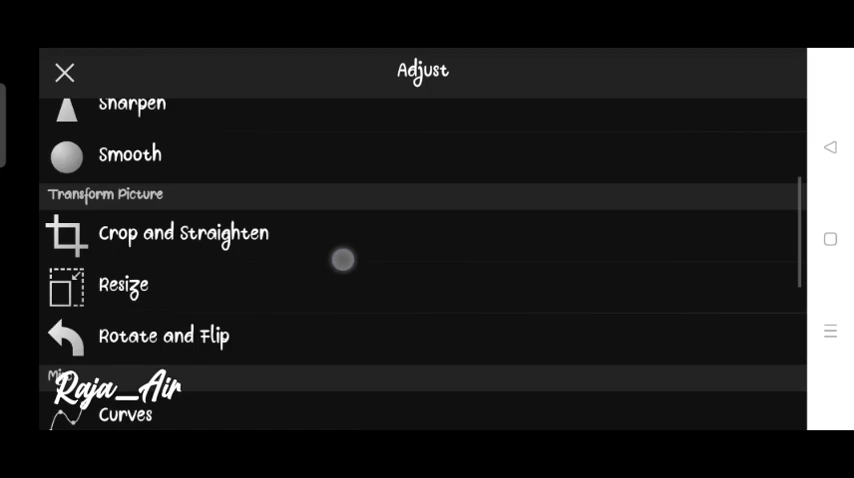 Adjust
Sharpen
Smooth
Transform Picture
Crop and Straighten
Resize
Rotate and Flip
Raja_Air
Curves